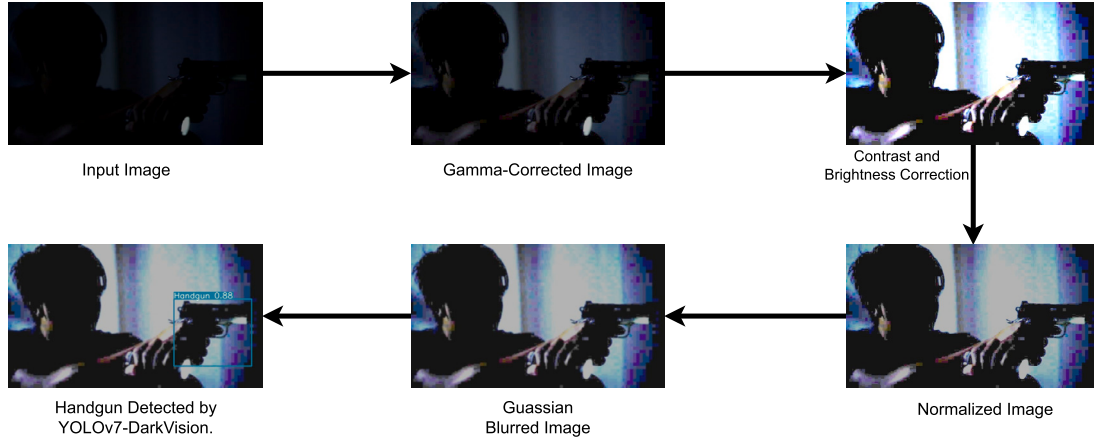 Input Image
Gamma-Corrected Image
Contrast and
Brightness Correction
Handgun 0.88
Handgun Detected by
YOLOv7-DarkVision.
Guassian
Blurred Image
Normalized Image